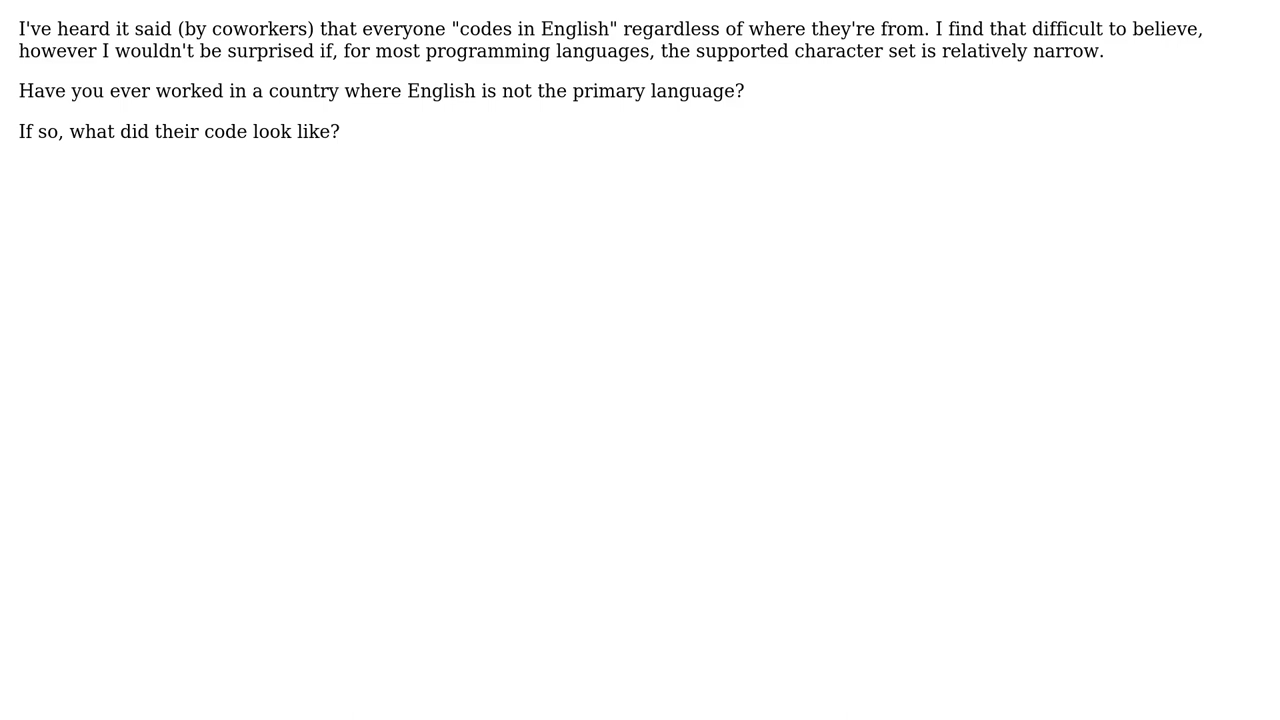 I've heard it said (by coworkers) that everyone "codes in English" regardless of where they're from. I find that difficult to believe,
however I wouldn't be surprised if, for most programming languages, the supported character set is relatively narrow.
Have you ever worked in a country where English is not the primary language?
If so, what did their code look like?